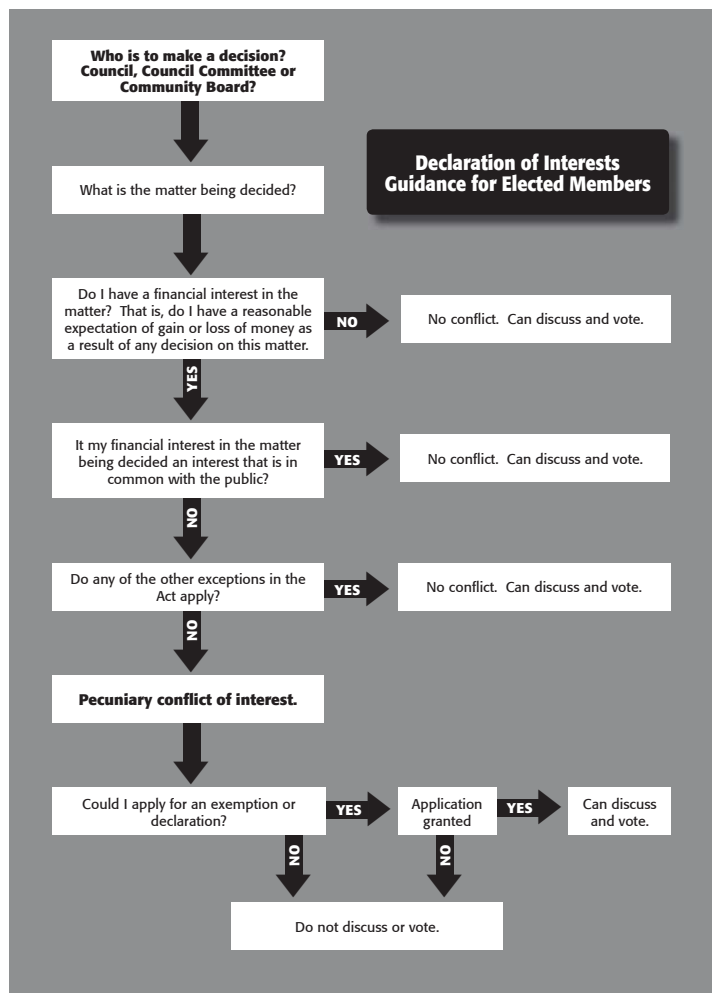 Who is to make a decision?
Council, Council Committee or
Community Board?
Declaration of Interests
Guidance for Elected Members
What is the matter being decided?
Do I have a financial interest in the
matter?  That is, do I have a reasonable
expectation of gain or loss of money as
a result of any decision on this matter.
NO
No conflict.  Can discuss and vote.
YES
It my financial interest in the matter
being decided an interest that is in
common with the public?
YES
No conflict.  Can discuss and vote.
NO
Do any of the other exceptions in the
Act apply?
YES
No conflict.  Can discuss and vote.
NO
Pecuniary conflict of interest.
Could I apply for an exemption or
declaration?
YES
Application
granted
YES
Can discuss
and vote.
NO
NO
Do not discuss or vote.